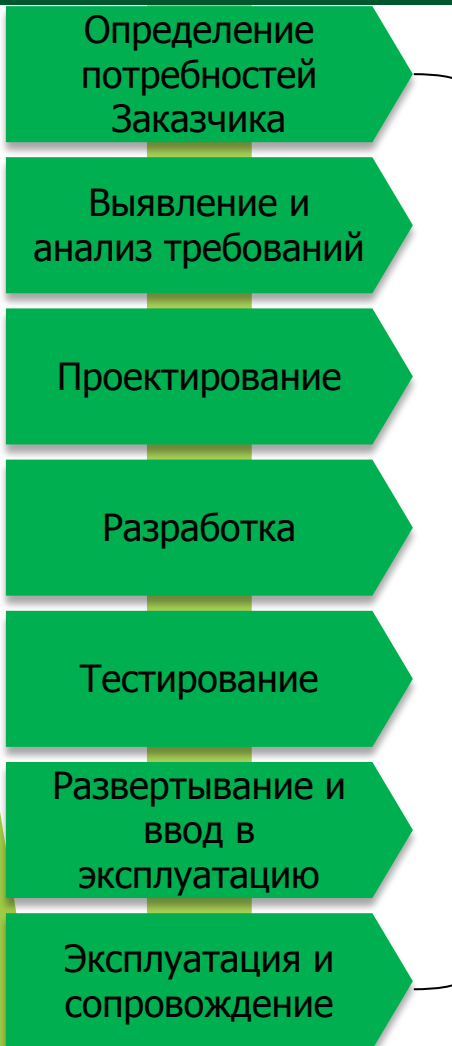 Определение
потребностей
Заказчика
Выявление и
анализ требований
Проектирование
Разработка
Тестирование
Развертывание и
ввод в
эксплуатацию
Эксплуатация и
сопровождение